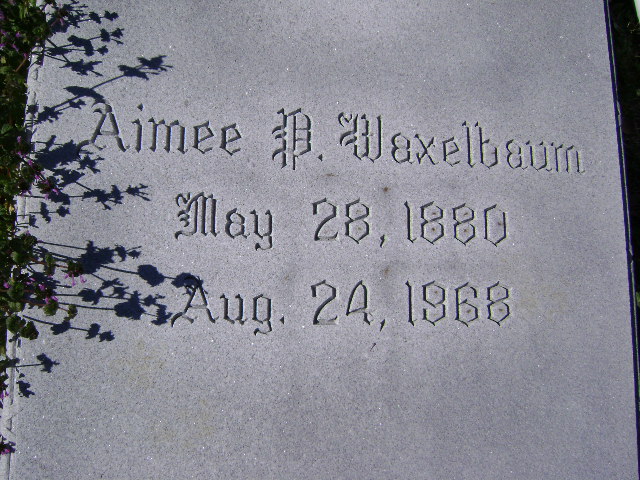 Aimee P. Waxelbaum
May 28, 1880
Aug. 24, 1968